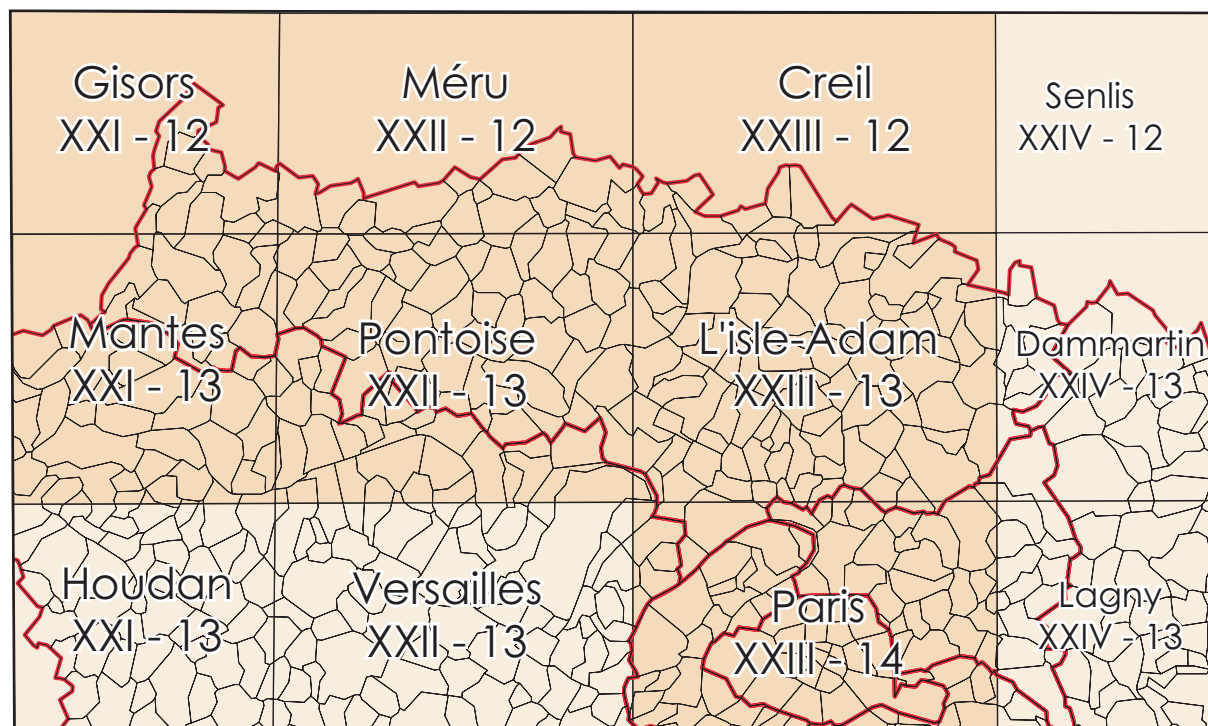 Gisors
XXI - 12
Méru
XXII - 12
Creil
XXIII - 12
Senlis
XXIV - 12
Mantes
XXI - 13
Pontoise
XXII - 13
L'isle-Adam
XXIII - 13
Dammartin
XXIV - 13
Houdan
XXI - 13
Versailles
XXII - 13
Paris
XXIII - 14
Lagny
XXIV - 13